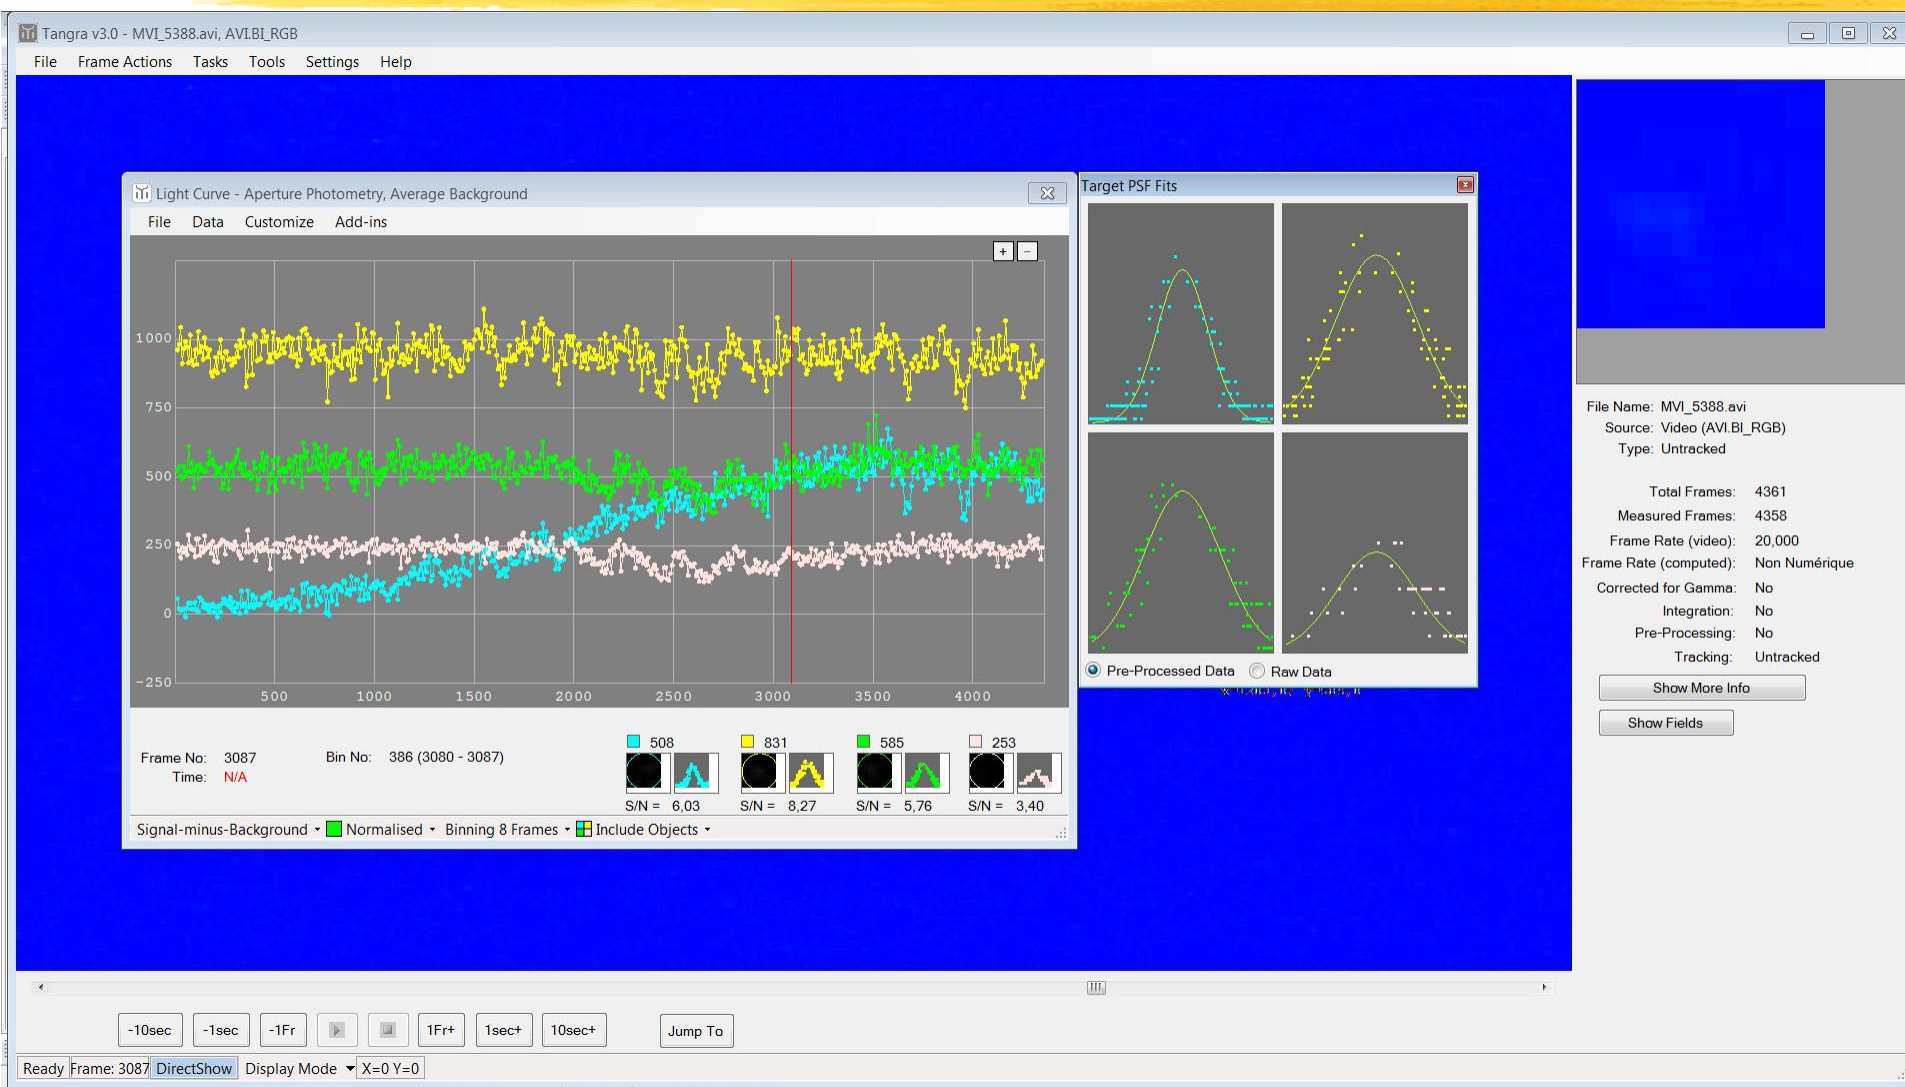 Tangra v3.0 - MVI_5388.avi, AVI.BI_RGB
File Frame Actions Tasks Tools Settings Help
Light Curve - Aperture Photometry, Average Background
File Data Customize Add-ins
+ -
1000
750
500
250
0
-250
500 1000 1500 2000 2500 3000 3500 4000
Frame No: 3087 Bin No: 386 (3080 - 3087)
Time: N/A
508 831 585 253
S/N = 6,03 S/N = 8,27 S/N = 5,76 S/N = 3,40
Signal-minus-Background Normalised Binning 8 Frames Include Objects
Target PSF Fits
Pre-Processed Data Raw Data
File Name: MVI_5388.avi
Source: Video (AVI.BI_RGB)
Type: Untracked
Total Frames: 4361
Measured Frames: 4358
Frame Rate (video): 20,000
Frame Rate (computed): Non Numérique
Corrected for Gamma: No
Integration: No
Pre-Processing: No
Tracking: Untracked
Show More Info
Show Fields
-10sec -1sec -1Fr 1Fr+ 1sec+ 10sec+ Jump To
Ready Frame: 3087 DirectShow Display Mode X=0 Y=0